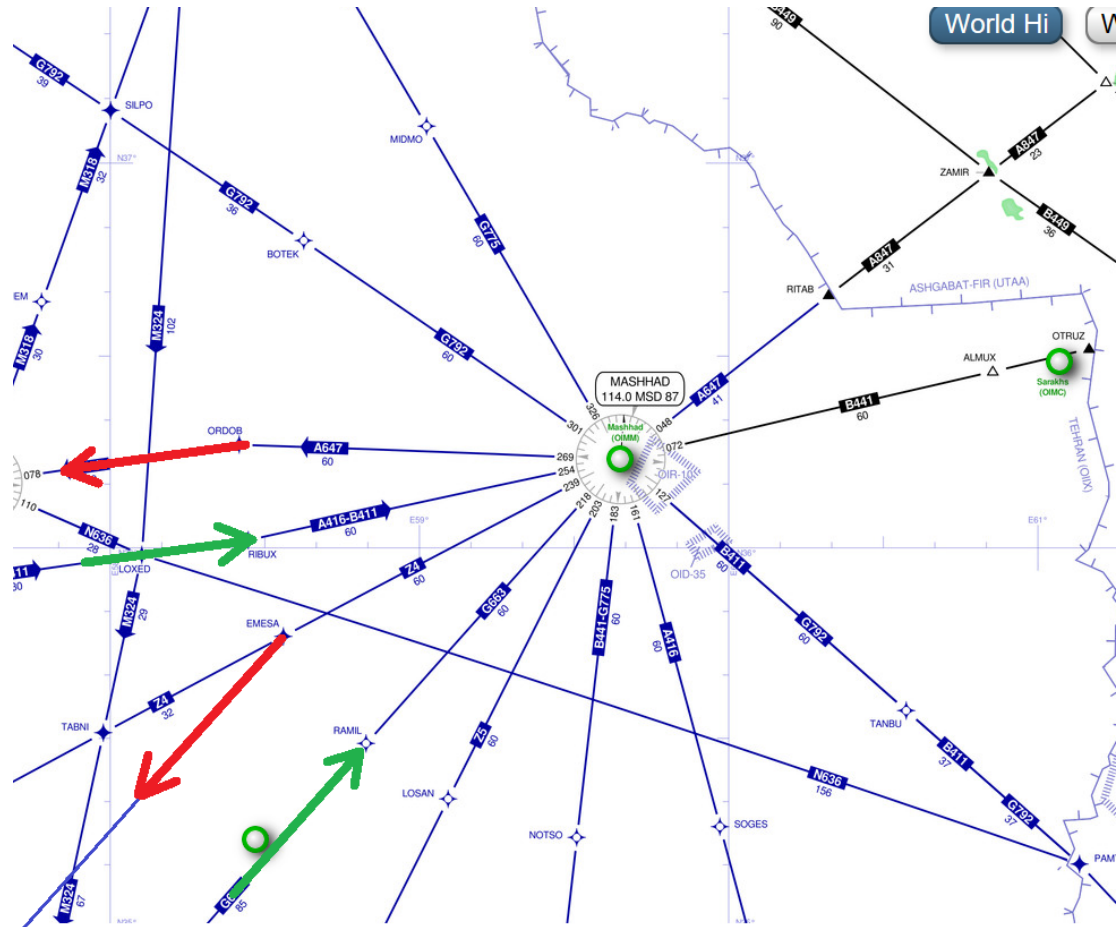 B449
90
World Hi
W
G792
39
SILPO
MIDMO
N37°
A847
23
ZAMIR
M318
32
G792
36
G775
60
B449
36
BOTEK
A847
31
EM
RITAB
ASHGABAT-FIR (UTAA)
M324
102
M318
30
G792
60
OTRUZ
ALMUX
Sarakhs
(OIMC)
MASHHAD
114.0 MSD 87
A647
41
B441
60
326
301
Mashhad
(OIMM)
048
072
TEHRAN (OIIX)
ORDOB
A647
60
269
254
239
OIR-10
078
110
218
203
183
161
127
A416-B411
60
E59°
E61°
N636
28
RIBUX
N36°
LOXED
11
30
Z4
60
OID-35
B411
60
M324
29
G663
60
B441-G775
60
A416
60
G792
60
EMESA
Z4
32
TABNI
RAMIL
Z5
60
TANBU
B411
37
LOSAN
N636
156
G792
37
NOTSO
SOGES
PAM
M324
67
85
N35°